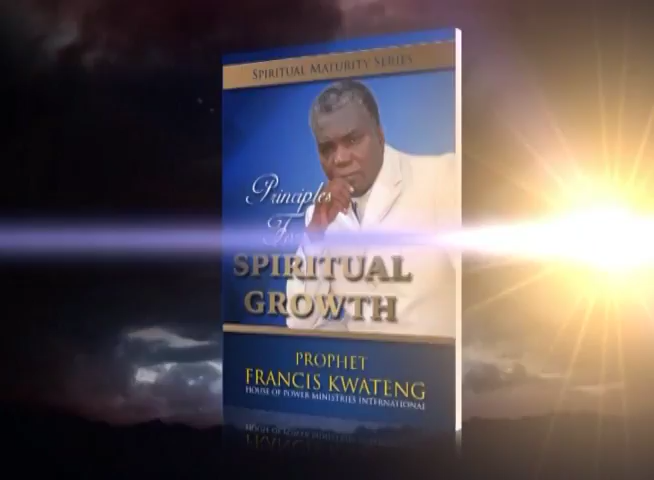 SPIRITUAL MATURITY SERIES
Principles
For
SPIRITUAL
GROWTH
PROPHET
FRANCIS KWATENG
HOUSE OF POWER MINISTRIES INTERNATIONAL